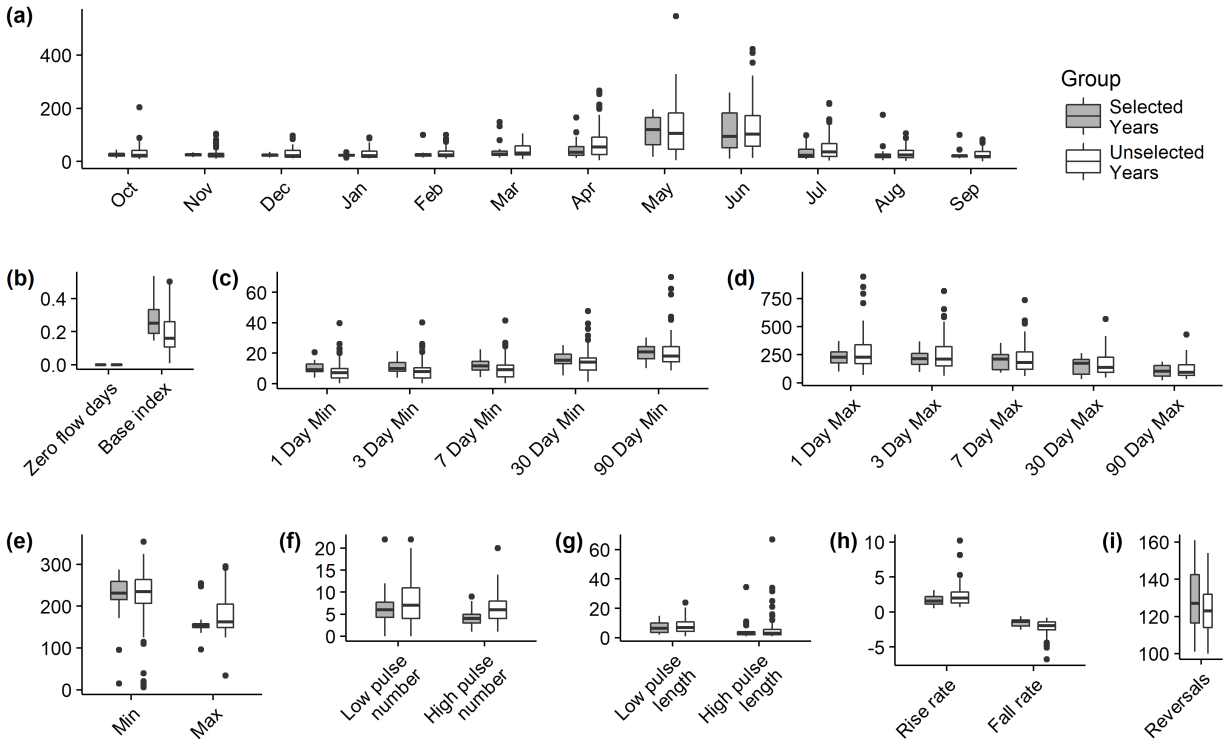 (a)
400
200
0
Oct
Nov
Dec
Jan
Feb
Mar
Apr
May
Jun
Jul
Aug
Sep
Group
Selected
Years
Unselected
Years
(b)
0.4
0.2
0.0
Zero flow days
Base index
(c)
60
40
20
0
1 Day Min
3 Day Min
7 Day Min
30 Day Min
90 Day Min
(d)
750
500
250
0
1 Day Max
3 Day Max
7 Day Max
30 Day Max
90 Day Max
(e)
300
200
100
0
Min
Max
(f)
20
15
10
5
0
Low pulse
number
High pulse
number
(g)
60
40
20
0
Low pulse
length
High pulse
length
(h)
10
5
0
-5
Rise rate
Fall rate
(i)
160
140
120
100
Reversals